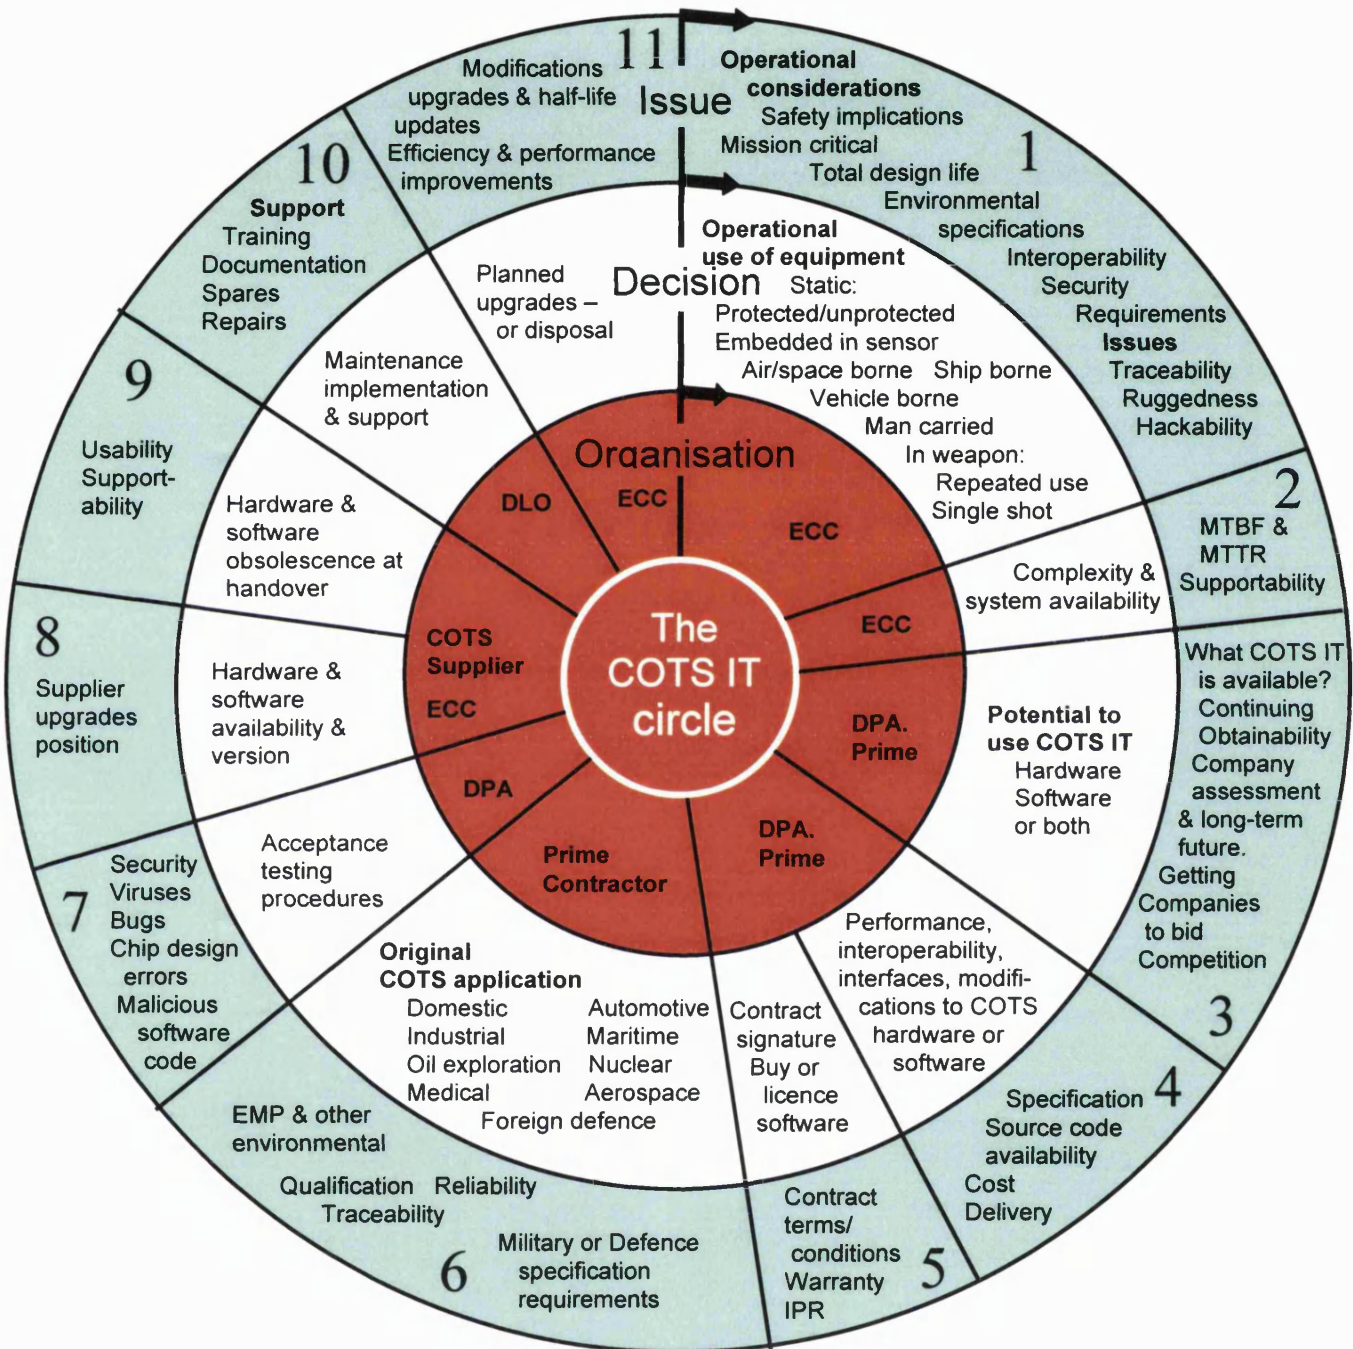 11
Issue
Modifications
upgrades & half-life
updates
Efficiency & performance
improvements
Operational
considerations
Safety implications
Mission critical
Total design life
Environmental
specifications
Interoperability
Security
Requirements
Issues
Traceability
Ruggedness
Hackability
1
2
MTBF &
MTTR
Supportability
What COTS IT
is available?
Continuing
Obtainability
Company
assessment
& long-term
future.
Getting
Companies
to bid
Competition
3
4
Specification
Source code
availability
Cost
Delivery
Contract
terms/
conditions
Warranty
IPR
5
EMP & other
environmental
Qualification Reliability
Traceability
Military or Defence
specification
requirements
6
7
Security
Viruses
Bugs
Chip design
errors
Malicious
software
code
8
Supplier
upgrades
position
9
Usability
Support-
ability
10
Support
Training
Documentation
Spares
Repairs
Decision
Operational
use of equipment
Static:
Protected/unprotected
Embedded in sensor
Air/space borne Ship borne
Vehicle borne
Man carried
In weapon:
Repeated use
Single shot
Complexity &
system availability
Potential to
use COTS IT
Hardware
Software
or both
Performance,
interoperability,
interfaces, modifi-
cations to COTS
hardware or
software
Contract
signature
Buy or
licence
software
Original
COTS application
Domestic Automotive
Industrial Maritime
Oil exploration Nuclear
Medical Aerospace
Foreign defence
Acceptance
testing
procedures
Hardware &
software
availability &
version
Hardware &
software
obsolescence at
handover
Maintenance
implementation
& support
Planned
upgrades –
or disposal
Organisation
ECC
ECC
DPA.
Prime
DPA.
Prime
Prime
Contractor
DPA
COTS
Supplier
ECC
DLO
ECC
The
COTS IT
circle